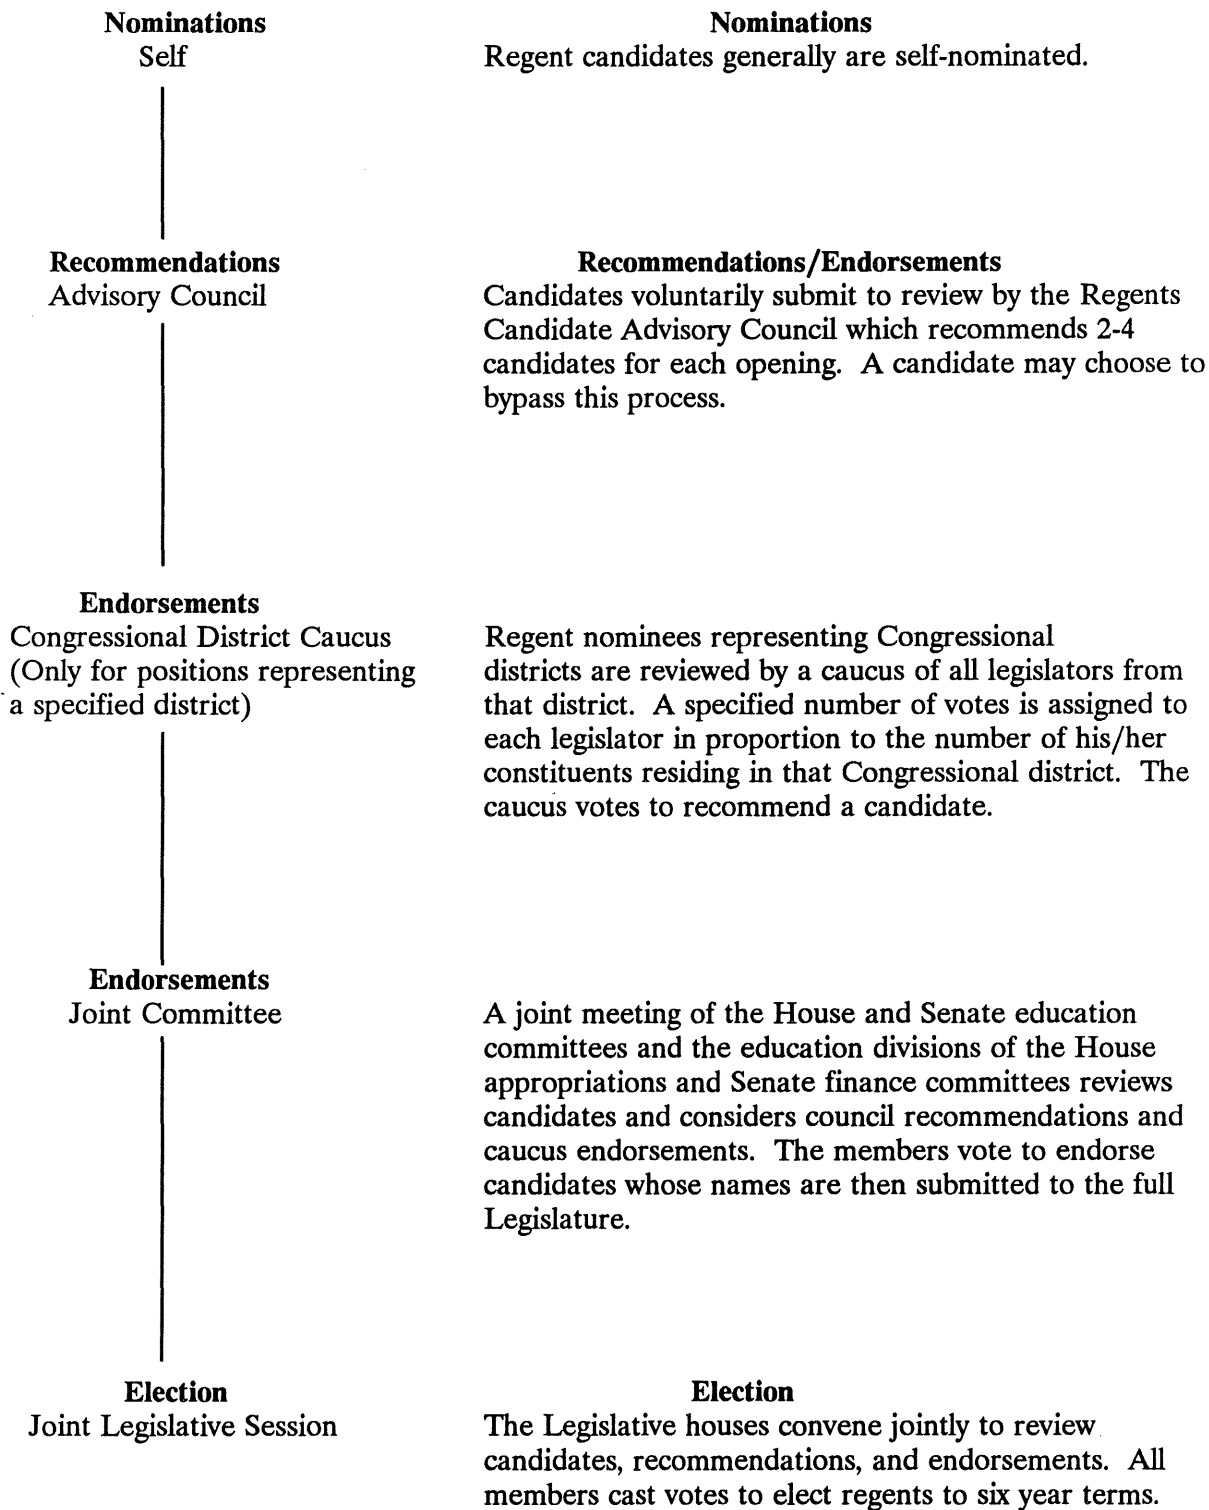 Nominations
Self
Nominations
Regent candidates generally are self-nominated.
Recommendations
Advisory Council
Recommendations/Endorsements
Candidates voluntarily submit to review by the Regents
Candidate Advisory Council which recommends 2-4
candidates for each opening. A candidate may choose to
bypass this process.
Endorsements
Congressional District Caucus
(Only for positions representing
a specified district)
Regent nominees representing Congressional
districts are reviewed by a caucus of all legislators from
that district. A specified number of votes is assigned to
each legislator in proportion to the number of his/her
constituents residing in that Congressional district. The
caucus votes to recommend a candidate.
Endorsements
Joint Committee
A joint meeting of the House and Senate education
committees and the education divisions of the House
appropriations and Senate finance committees reviews
candidates and considers council recommendations and
caucus endorsements. The members vote to endorse
candidates whose names are then submitted to the full
Legislature.
Election
Joint Legislative Session
Election
The Legislative houses convene jointly to review
candidates, recommendations, and endorsements. All
members cast votes to elect regents to six year terms.